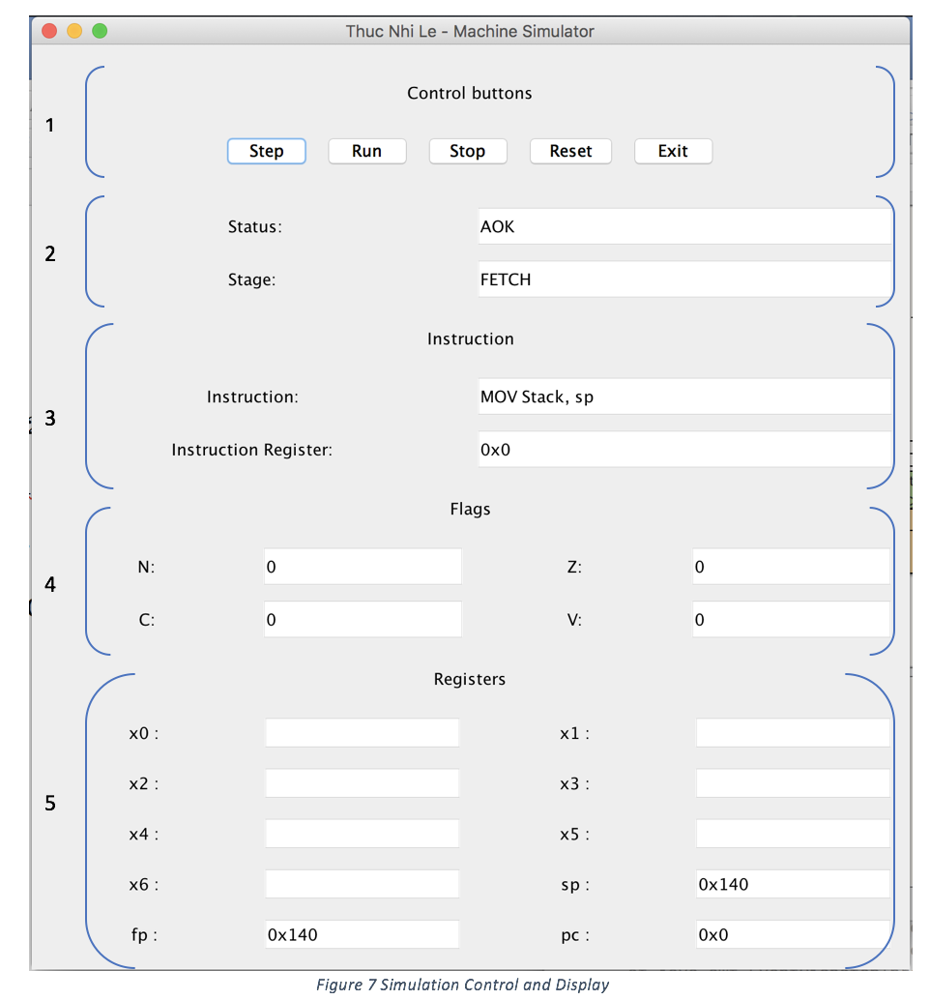 Thuc Nhi Le - Machine Simulator
Control buttons
1
Step Run Stop Reset Exit
Status: AOK
2
Stage: FETCH
Instruction
Instruction: MOV Stack, sp
3
Instruction Register: 0x0
Flags
N: 0 Z: 0
4
C: 0 V: 0
Registers
x0 : x1 :
x2 : x3 :
5
x4 : x5 :
x6 : sp : 0x140
fp : 0x140 pc : 0x0
Figure 7 Simulation Control and Display